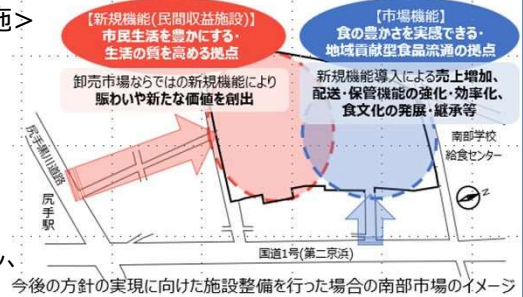 施>
【新規機能(民間収益施設)】
市民生活を豊かにする・
生活の質を高める拠点
卸売市場ならではの新規機能により
賑わいや新たな価値を創出
【市場機能】
食の豊かさを実感できる・
地域貢献型食品流通の拠点
新規機能導入による売上増加、
配送・保管機能の強化・効率化、
食文化の発展・継承等
南部学校
給食センター
尻手黒川道路
尻手駅
N
国道1号(第二京浜)
ン、
今後の方針の実現に向けた施設整備を行った場合の南部市場のイメージ